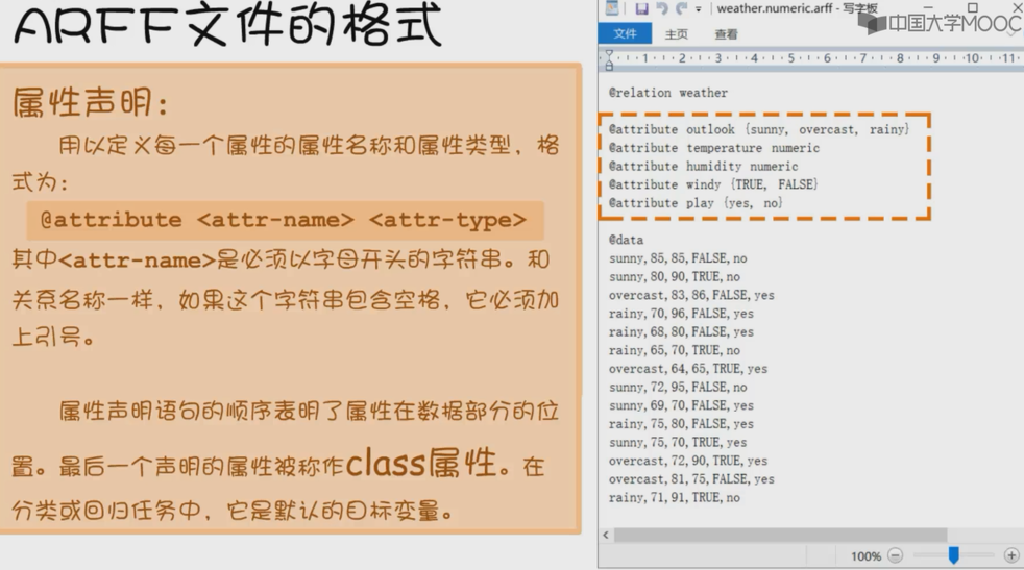 ARFF文件的格式
属性声明：
用以定义每一个属性的属性名称和属性类型，格
式为：
@attribute <attr-name> <attr-type>
其中<attr-name>是必须以字母开头的字符串。和
关系名称一样，如果这个字符串包含空格，它必须加
上引号。
属性声明语句的顺序表明了属性在数据部分的位
置。最后一个声明的属性被称作class属性。在
分类或回归任务中，它是默认的目标变量。
weather.numeric.arff - 写字板
中国大学MOOC
文件 主页 查看
1 2 3 4 5 6 7 8 9 10 11
@relation weather
@attribute outlook {sunny, overcast, rainy}
@attribute temperature numeric
@attribute humidity numeric
@attribute windy {TRUE, FALSE}
@attribute play {yes, no}
@data
sunny,85,85,FALSE,no
sunny,80,90,TRUE,no
overcast,83,86,FALSE,yes
rainy,70,96,FALSE,yes
rainy,68,80,FALSE,yes
rainy,65,70,TRUE,no
overcast,64,65,TRUE,yes
sunny,72,95,FALSE,no
sunny,69,70,FALSE,yes
rainy,75,80,FALSE,yes
sunny,75,70,TRUE,yes
overcast,72,90,TRUE,yes
overcast,81,75,FALSE,yes
rainy,71,91,TRUE,no
100%